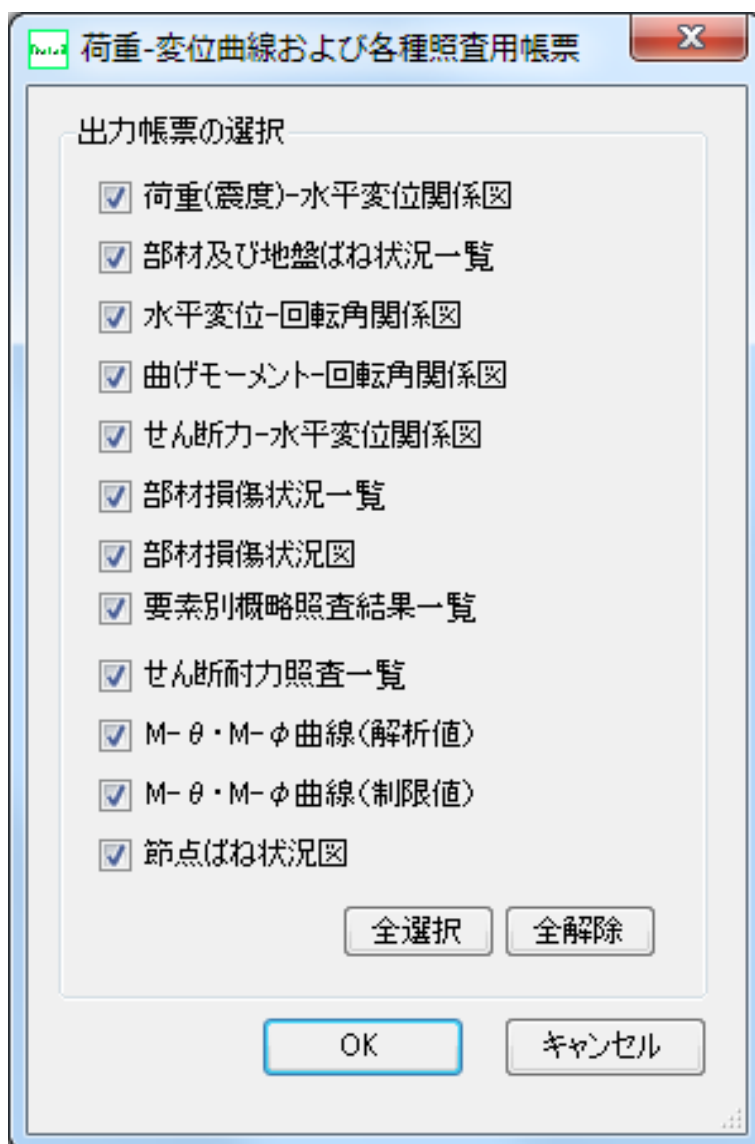 荷重-変位曲線および各種照査用帳票
出力帳票の選択
荷重(震度)-水平変位関係図
部材及び地盤ばね状況一覧
水平変位-回転角関係図
曲げモーメント-回転角関係図
せん断力-水平変位関係図
部材損傷状況一覧
部材損傷状況図
要素別概略照査結果一覧
せん断耐力照査一覧
M-θ・M-φ曲線(解析値)
M-θ・M-φ曲線(制限値)
節点ばね状況図
全選択 全解除
OK キャンセル